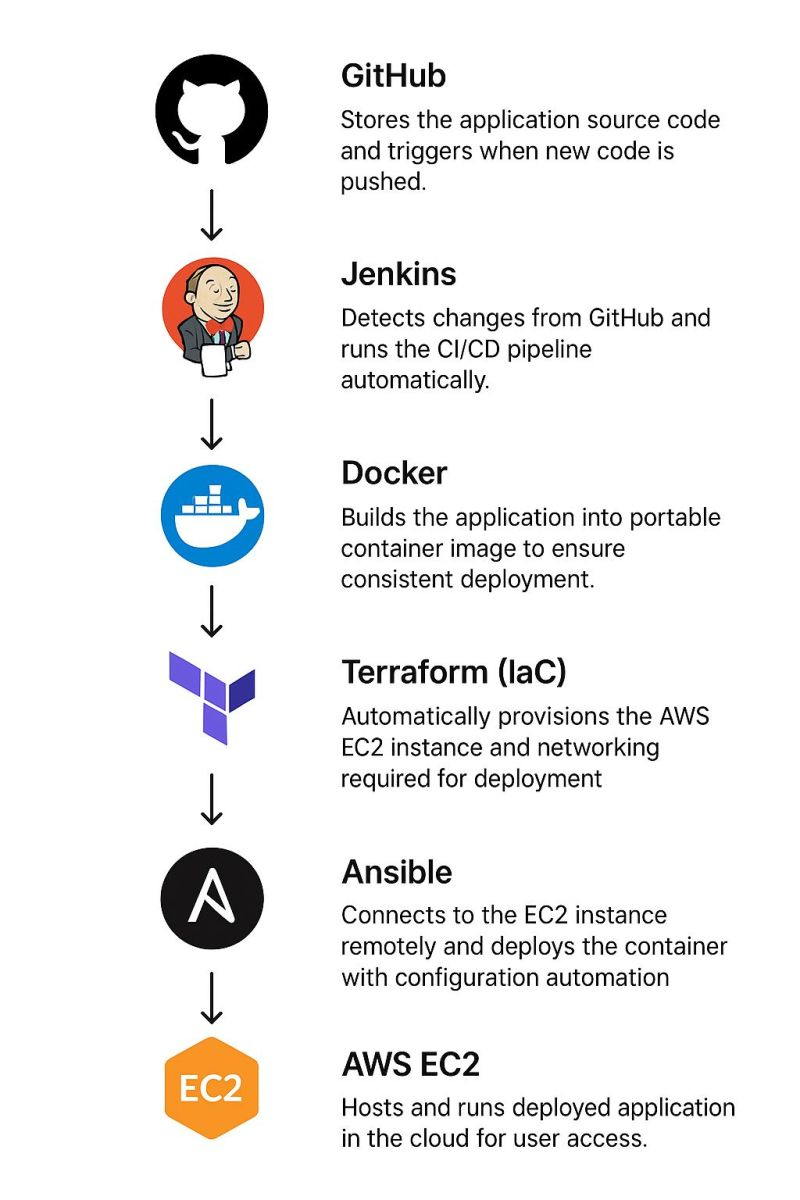 GitHub
Stores the application source code
and triggers when new code is
pushed.
Jenkins
Detects changes from GitHub and
runs the CI/CD pipeline
automatically.
Docker
Builds the application into portable
container image to ensure
consistent deployment.
Terraform (IaC)
Automatically provisions the AWS
EC2 instance and networking
required for deployment
Ansible
Connects to the EC2 instance
remotely and deploys the container
with configuration automation
EC2
AWS EC2
Hosts and runs deployed application
in the cloud for user access.